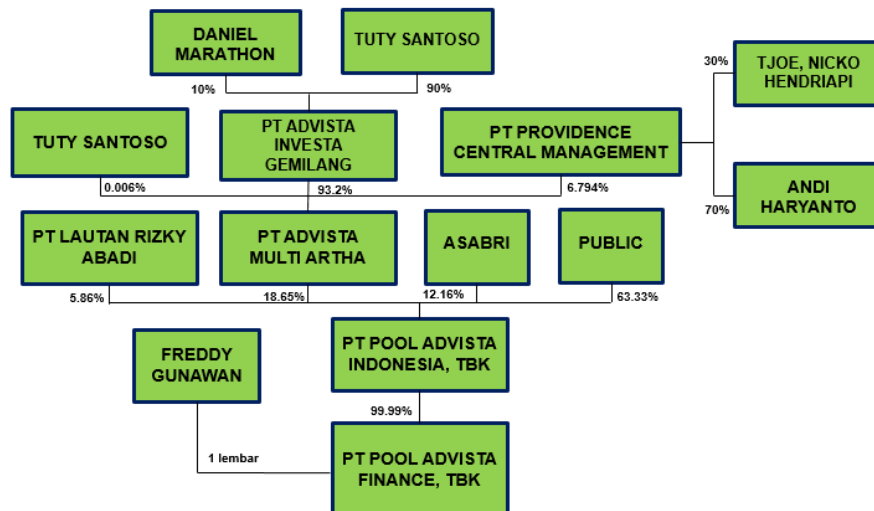 DANIEL
MARATHON
TUTY SANTOSO
TJOE, NICKO
HENDRIAPI
30%
10%
90%
TUTY SANTOSO
PT ADVISTA
INVESTA
GEMILANG
PT PROVIDENCE
CENTRAL MANAGEMENT
ANDI
HARYANTO
70%
0.006%
93.2%
6.794%
PT LAUTAN RIZKY
ABADI
PT ADVISTA
MULTI ARTHA
ASABRI
PUBLIC
5.86%
18.65%
12.16%
63.33%
FREDDY
GUNAWAN
PT POOL ADVISTA
INDONESIA, TBK
99.99%
1 lembar
PT POOL ADVISTA
FINANCE, TBK